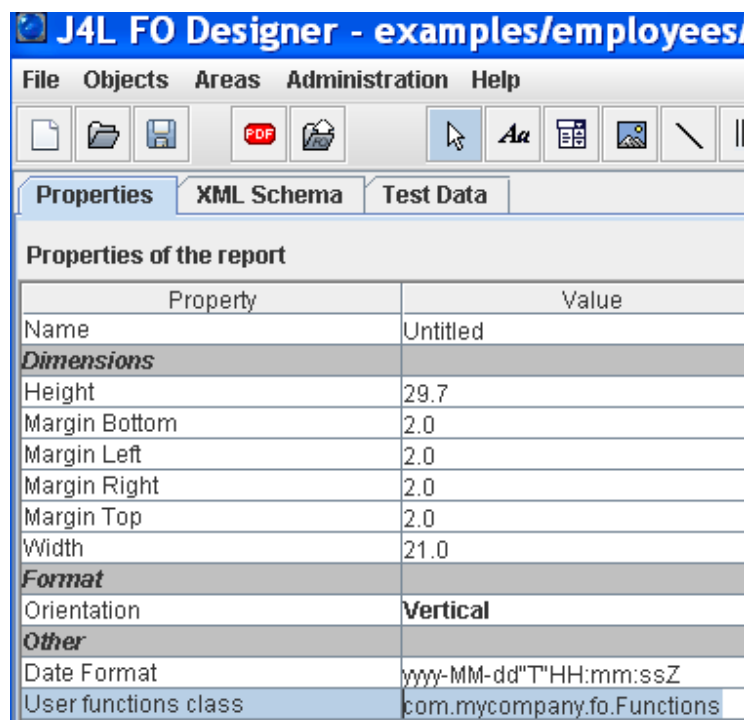 J4L FO Designer - examples/employees/
File Objects Areas Administration Help
PDF Aa
Properties XML Schema Test Data
Properties of the report
Property Value
Name Untitled
Dimensions
Height 29.7
Margin Bottom 2.0
Margin Left 2.0
Margin Right 2.0
Margin Top 2.0
Width 21.0
Format
Orientation Vertical
Other
Date Format yyyy-MM-dd"T"HH:mm:ssZ
User functions class com.mycompany.fo.Functions